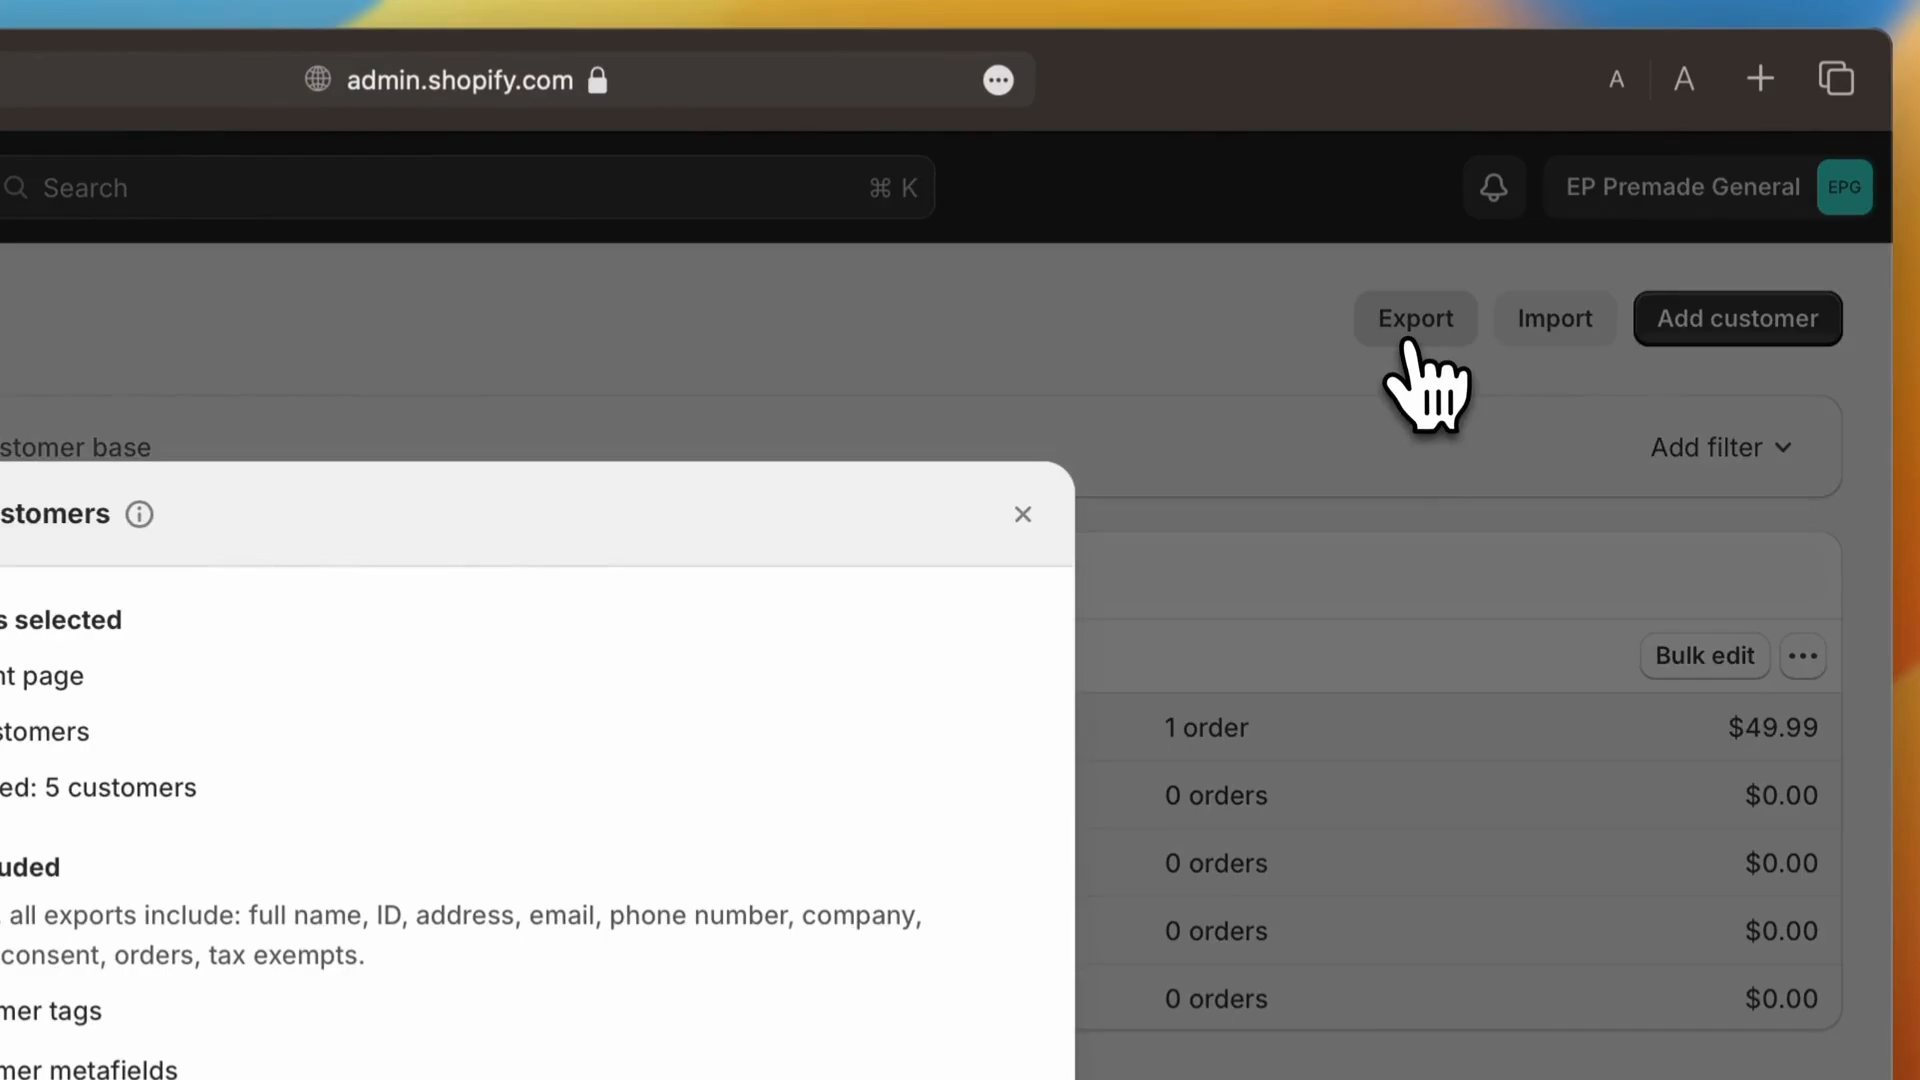 admin.shopify.com
A A
Search ⌘ K
EP Premade General EPG
Export Import Add customer
stomer base
Add filter
stomers
s selected
nt page
stomers
ed: 5 customers
uded
all exports include: full name, ID, address, email, phone number, company,
consent, orders, tax exempts.
mer tags
mer metafields
Bulk edit
1 order $49.99
0 orders $0.00
0 orders $0.00
0 orders $0.00
0 orders $0.00